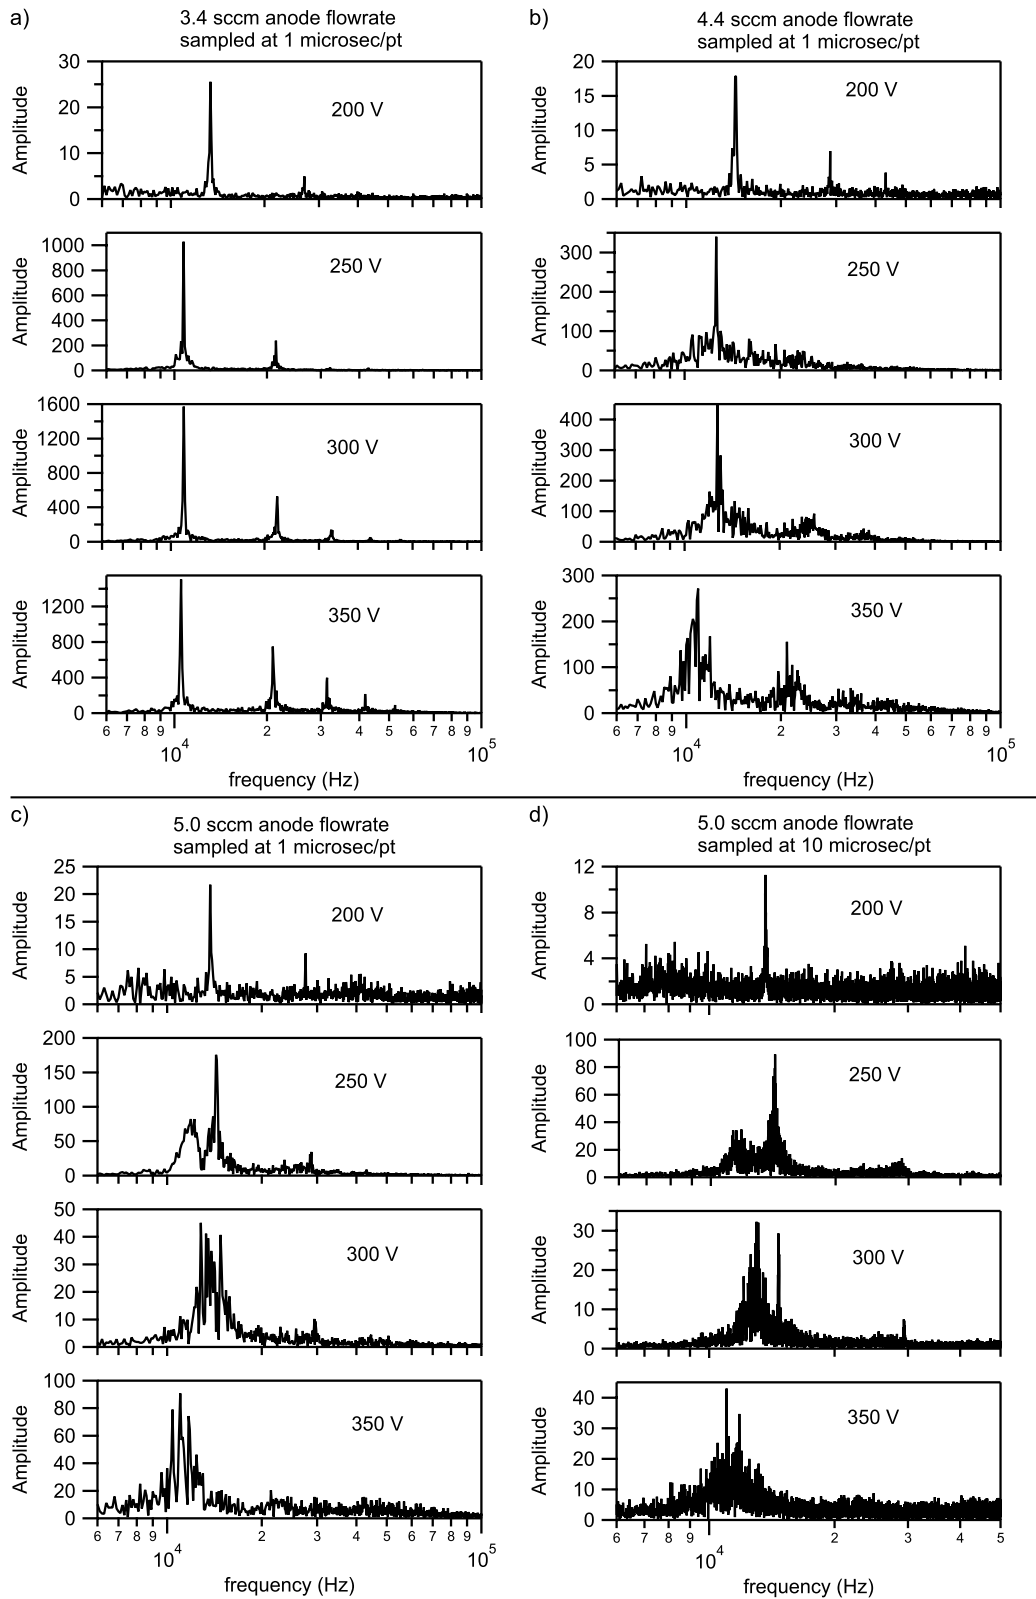 a)
3.4 sccm anode flowrate
sampled at 1 microsec/pt
Amplitude
30
20
10
0
200 V
Amplitude
1000
800
600
400
200
0
250 V
Amplitude
1600
1200
800
400
0
300 V
Amplitude
1200
800
400
0
350 V
6 7 8 9 10^4 2 3 4 5 6 7 8 9 10^5
frequency (Hz)
b)
4.4 sccm anode flowrate
sampled at 1 microsec/pt
Amplitude
20
15
10
5
0
200 V
Amplitude
300
200
100
0
250 V
Amplitude
400
300
200
100
0
300 V
Amplitude
300
200
100
0
350 V
6 7 8 9 10^4 2 3 4 5 6 7 8 9 10^5
frequency (Hz)
c)
5.0 sccm anode flowrate
sampled at 1 microsec/pt
Amplitude
25
20
15
10
5
0
200 V
Amplitude
200
150
100
50
0
250 V
Amplitude
50
40
30
20
10
0
300 V
Amplitude
100
80
60
40
20
0
350 V
6 7 8 9 10^4 2 3 4 5 6 7 8 9 10^5
frequency (Hz)
d)
5.0 sccm anode flowrate
sampled at 10 microsec/pt
Amplitude
12
8
4
0
200 V
Amplitude
100
80
60
40
20
0
250 V
Amplitude
30
20
10
0
300 V
Amplitude
40
30
20
10
0
350 V
6 7 8 9 10^4 2 3 4 5
frequency (Hz)